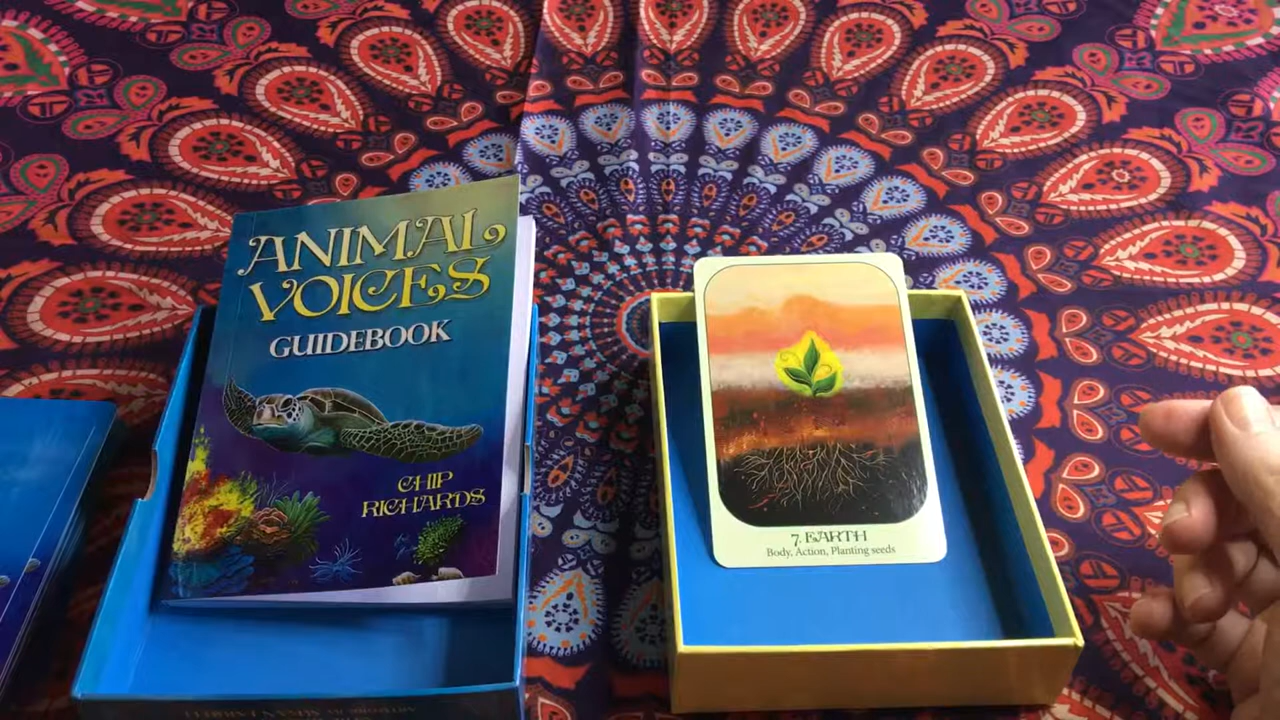 ANIMAL
VOICES
GUIDEBOOK
CHIP
RICHARDS
7. EARTH
Body, Action, Planting seeds